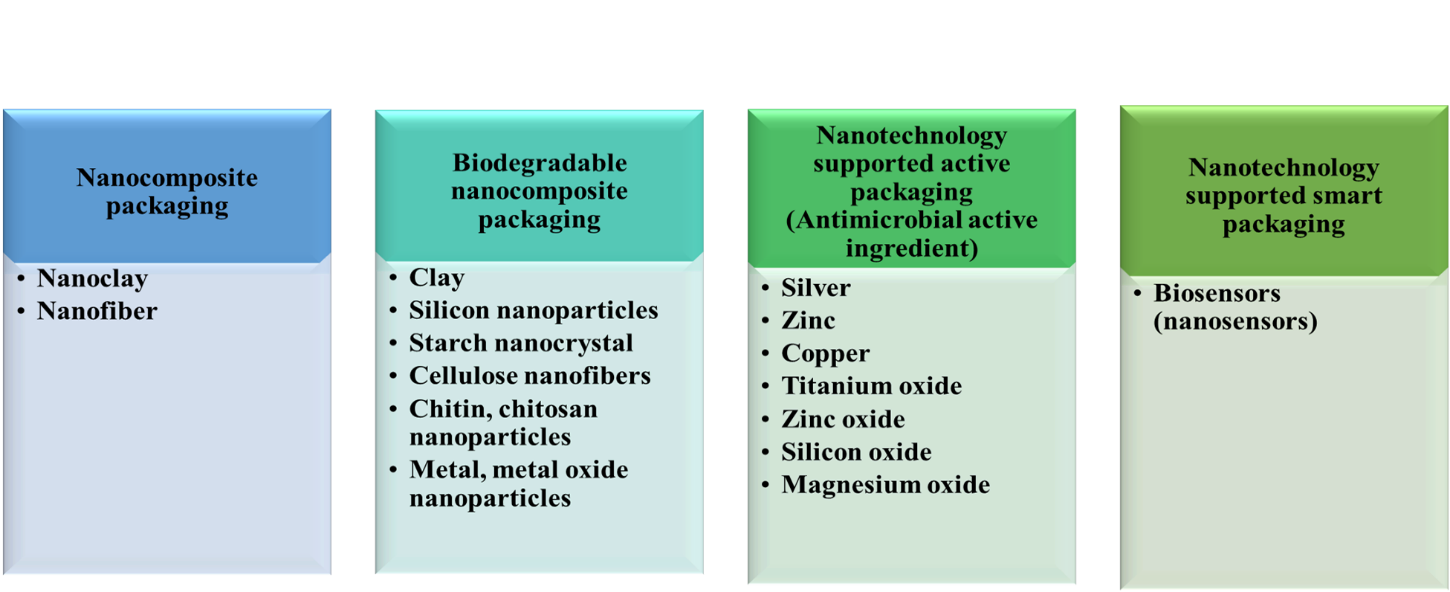 Nanocomposite
packaging
• Nanoclay
• Nanofiber
Biodegradable
nanocomposite
packaging
• Clay
• Silicon nanoparticles
• Starch nanocrystal
• Cellulose nanofibers
• Chitin, chitosan
nanoparticles
• Metal, metal oxide
nanoparticles
Nanotechnology
supported active
packaging
(Antimicrobial active
ingredient)
• Silver
• Zinc
• Copper
• Titanium oxide
• Zinc oxide
• Silicon oxide
• Magnesium oxide
Nanotechnology
supported smart
packaging
• Biosensors
(nanosensors)